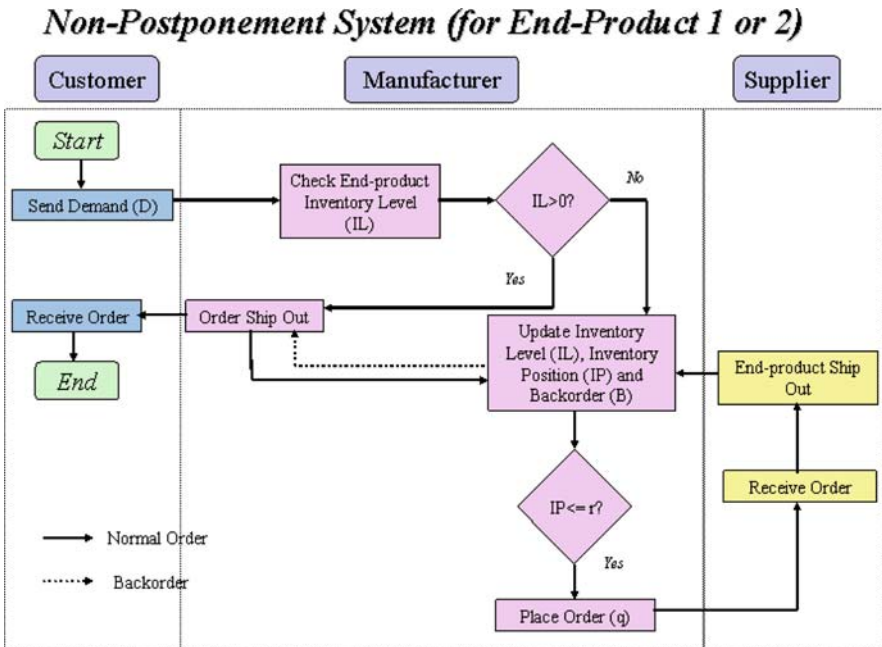 Non-Postponement System (for End-Product 1 or 2)
Customer
Manufacturer
Supplier
Start
Send Demand (D)
Check End-product
Inventory Level
(IL)
IL>0?
No
Yes
Receive Order
Order Ship Out
Update Inventory
Level (IL), Inventory
Position (IP) and
Backorder (B)
End-product Ship
Out
End
IP<= r?
Receive Order
Normal Order
Yes
Backorder
Place Order (q)